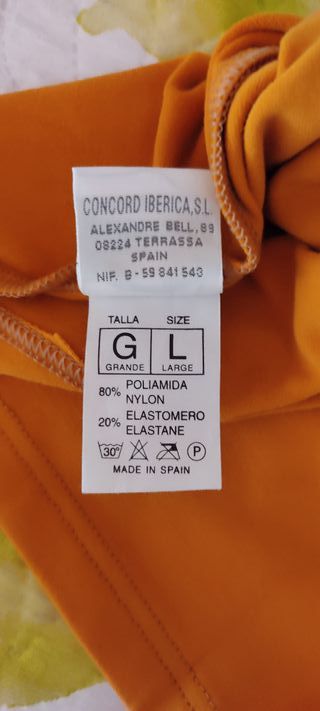 CONCORD IBERICA,S.L.
ALEXANDRE BELL,89
08224 TERRASSA
SPAIN
NIF. B-59 841 543
TALLA SIZE
G L
GRANDE LARGE
80% POLIAMIDA
NYLON
20% ELASTOMERO
ELASTANE
30° P
MADE IN SPAIN